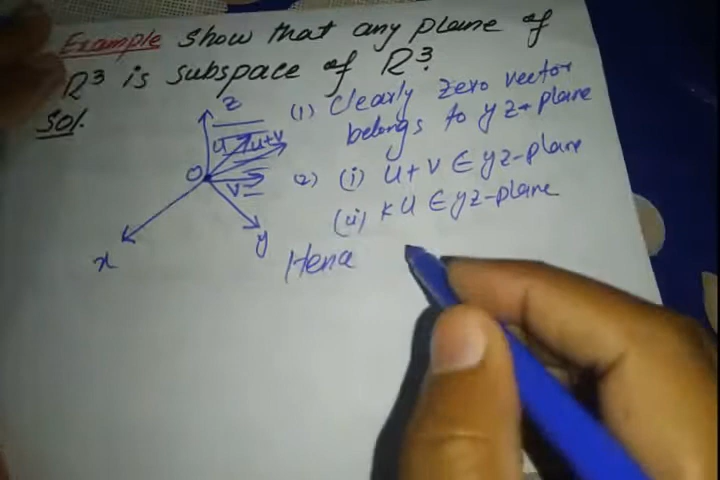 Example Show that any plane of
R³ is subspace of R³.
Sol.
(1) Clearly zero vector
belongs to yz-plane
2) (i) u+v ∈ yz-plane
(ii) ku ∈ yz-plane
Hence
z
u
u+v
O
v
x
y